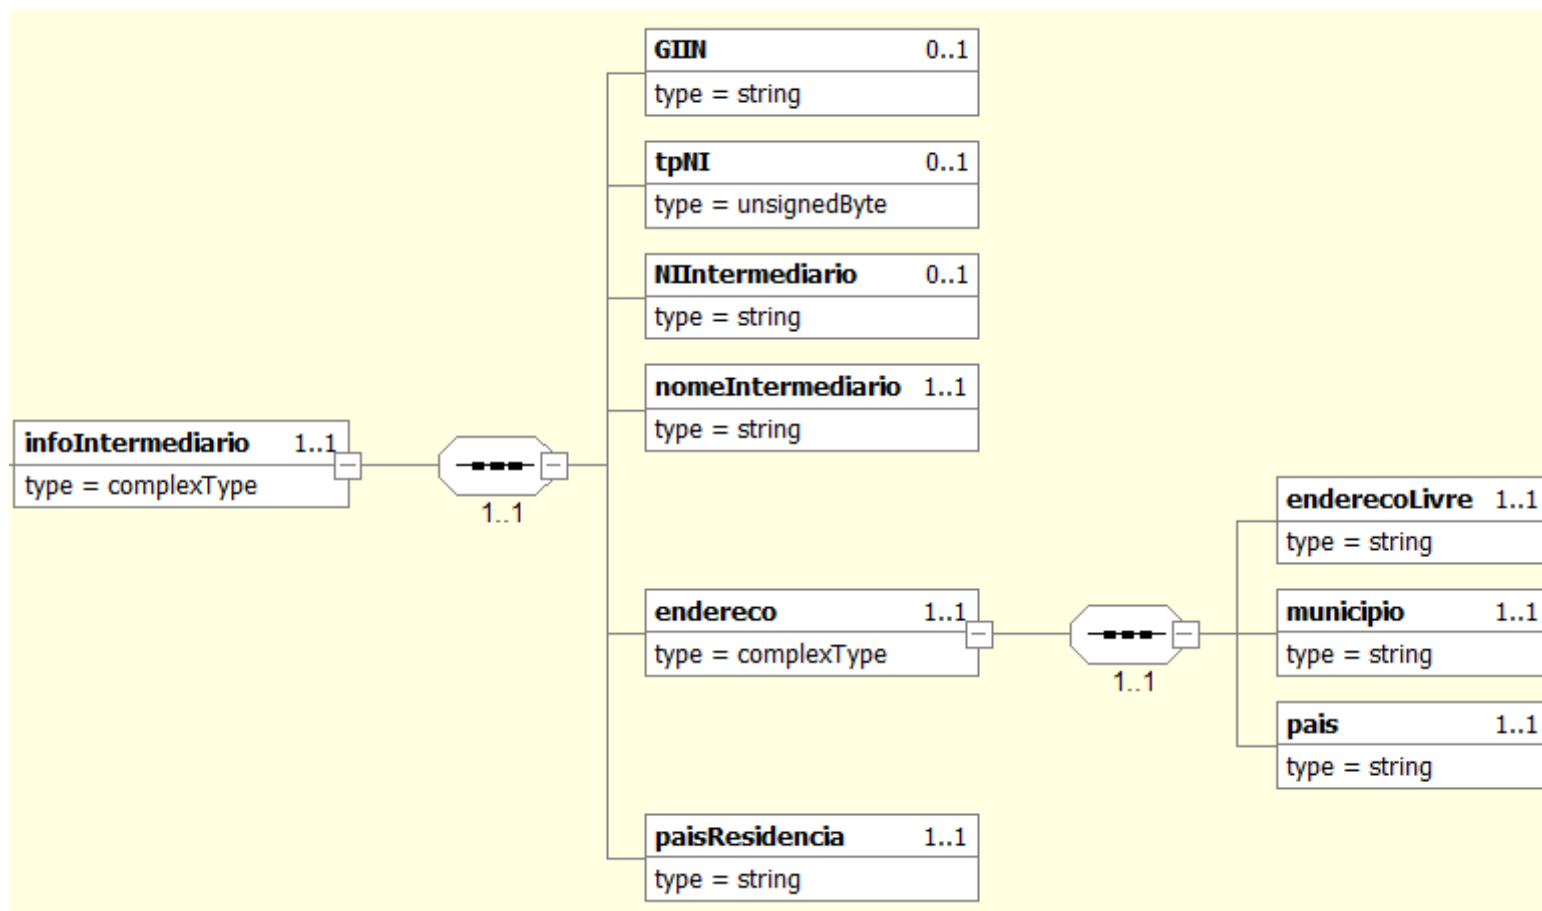 GIIN 0..1
type = string
tpNI 0..1
type = unsignedByte
NIIntermediario 0..1
type = string
nomeIntermediario 1..1
type = string
infoIntermediario 1..1
type = complexType
1..1
endereco 1..1
type = complexType
1..1
enderecoLivre 1..1
type = string
municipio 1..1
type = string
pais 1..1
type = string
paisResidencia 1..1
type = string